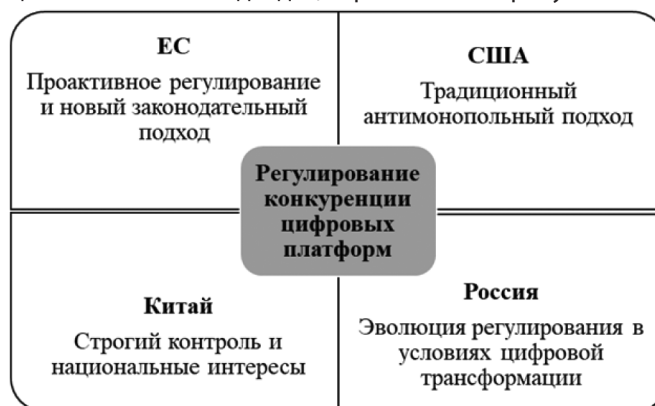 ЕС
Проактивное регулирование
и новый законодательный
подход
США
Традиционный
антимонопольный подход
Регулирование
конкуренции
цифровых
платформ
Китай
Строгий контроль и
национальные интересы
Россия
Эволюция регулирования в
условиях цифровой
трансформации